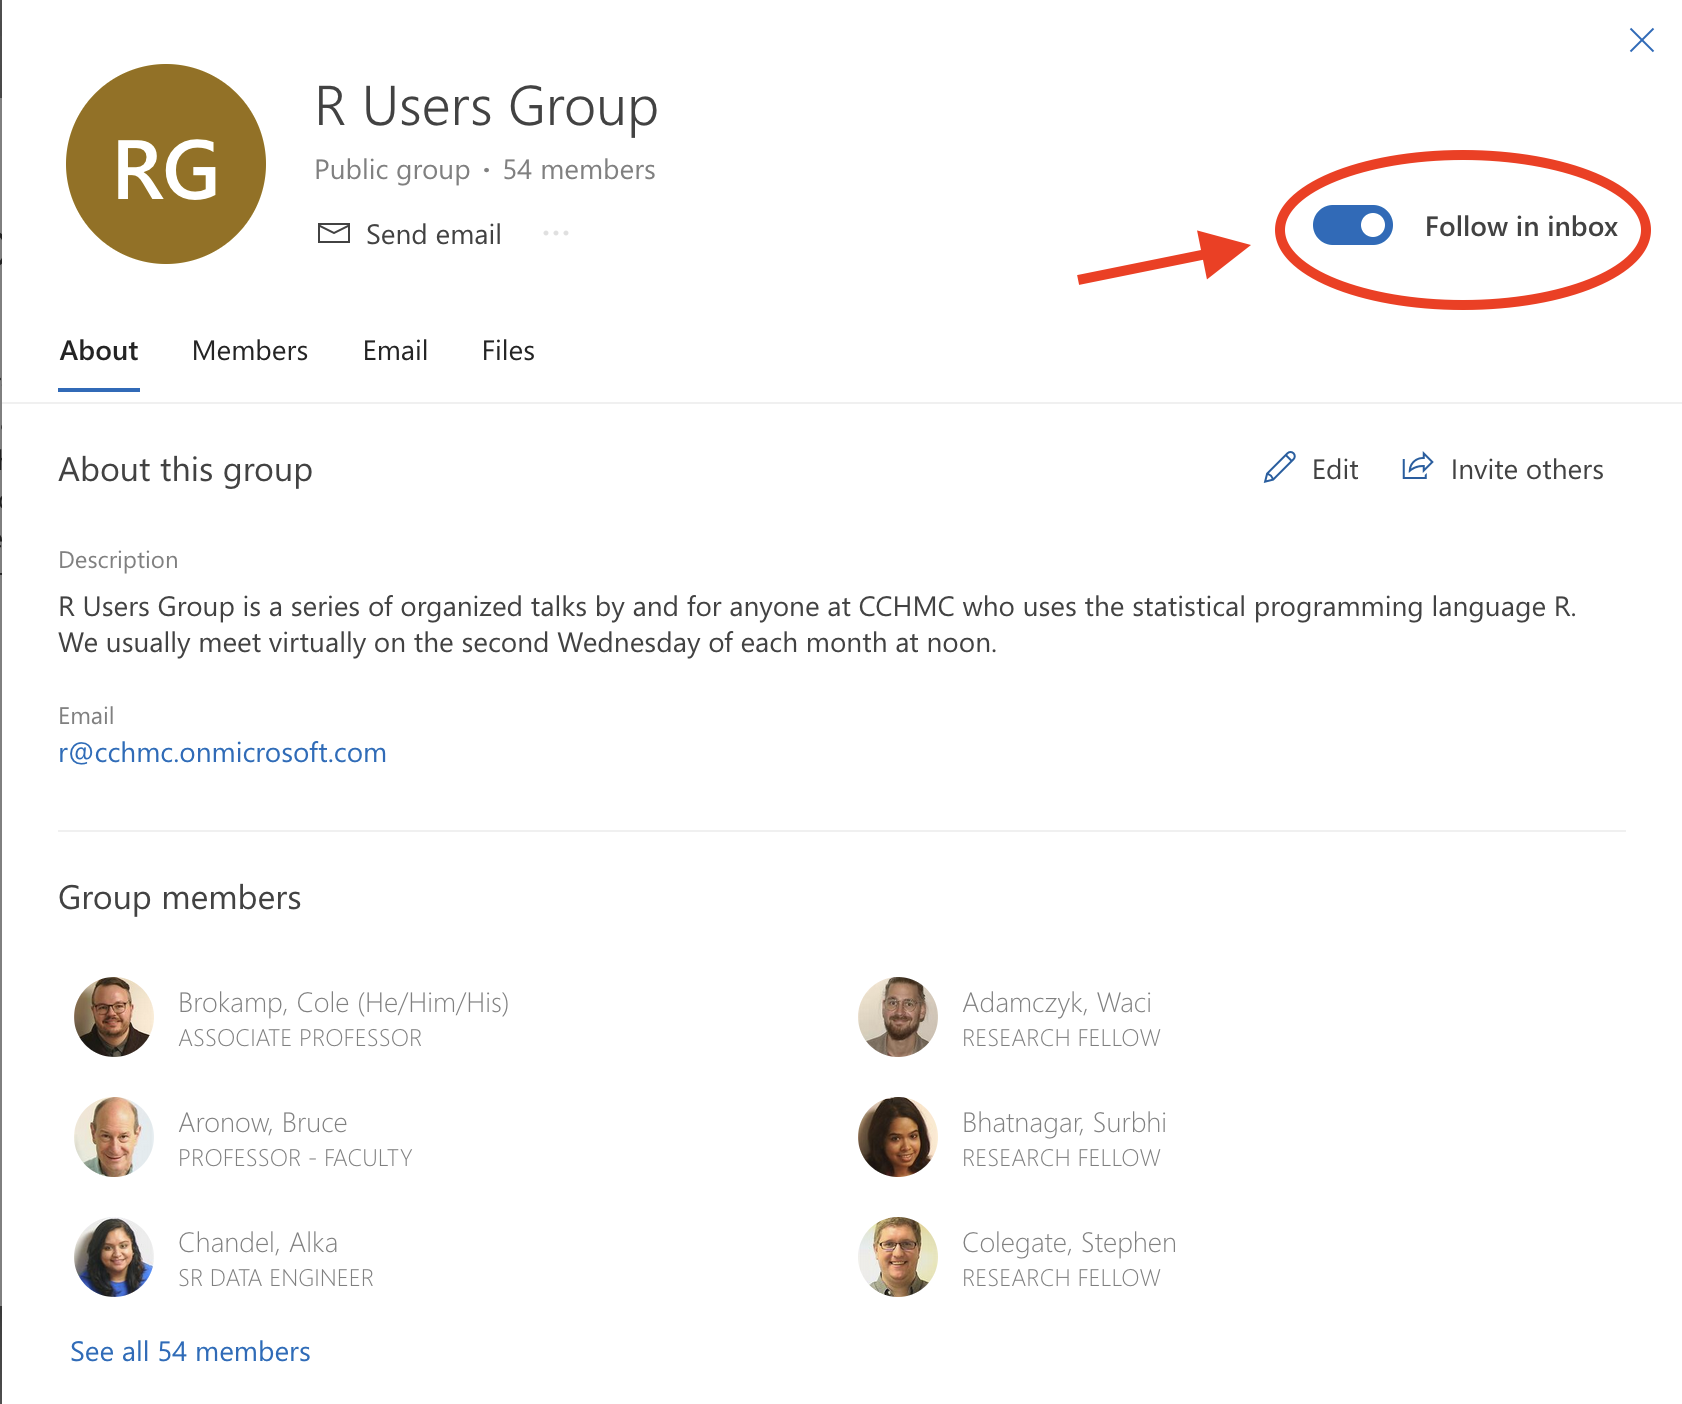 RG
R Users Group
Public group • 54 members
Send email ...
Follow in inbox
About Members Email Files
About this group
Edit Invite others
Description
R Users Group is a series of organized talks by and for anyone at CCHMC who uses the statistical programming language R.
We usually meet virtually on the second Wednesday of each month at noon.
Email
r@cchmc.onmicrosoft.com
Group members
Brokamp, Cole (He/Him/His)
ASSOCIATE PROFESSOR
Adamczyk, Waci
RESEARCH FELLOW
Aronow, Bruce
PROFESSOR - FACULTY
Bhatnagar, Surbhi
RESEARCH FELLOW
Chandel, Alka
SR DATA ENGINEER
Colegate, Stephen
RESEARCH FELLOW
See all 54 members